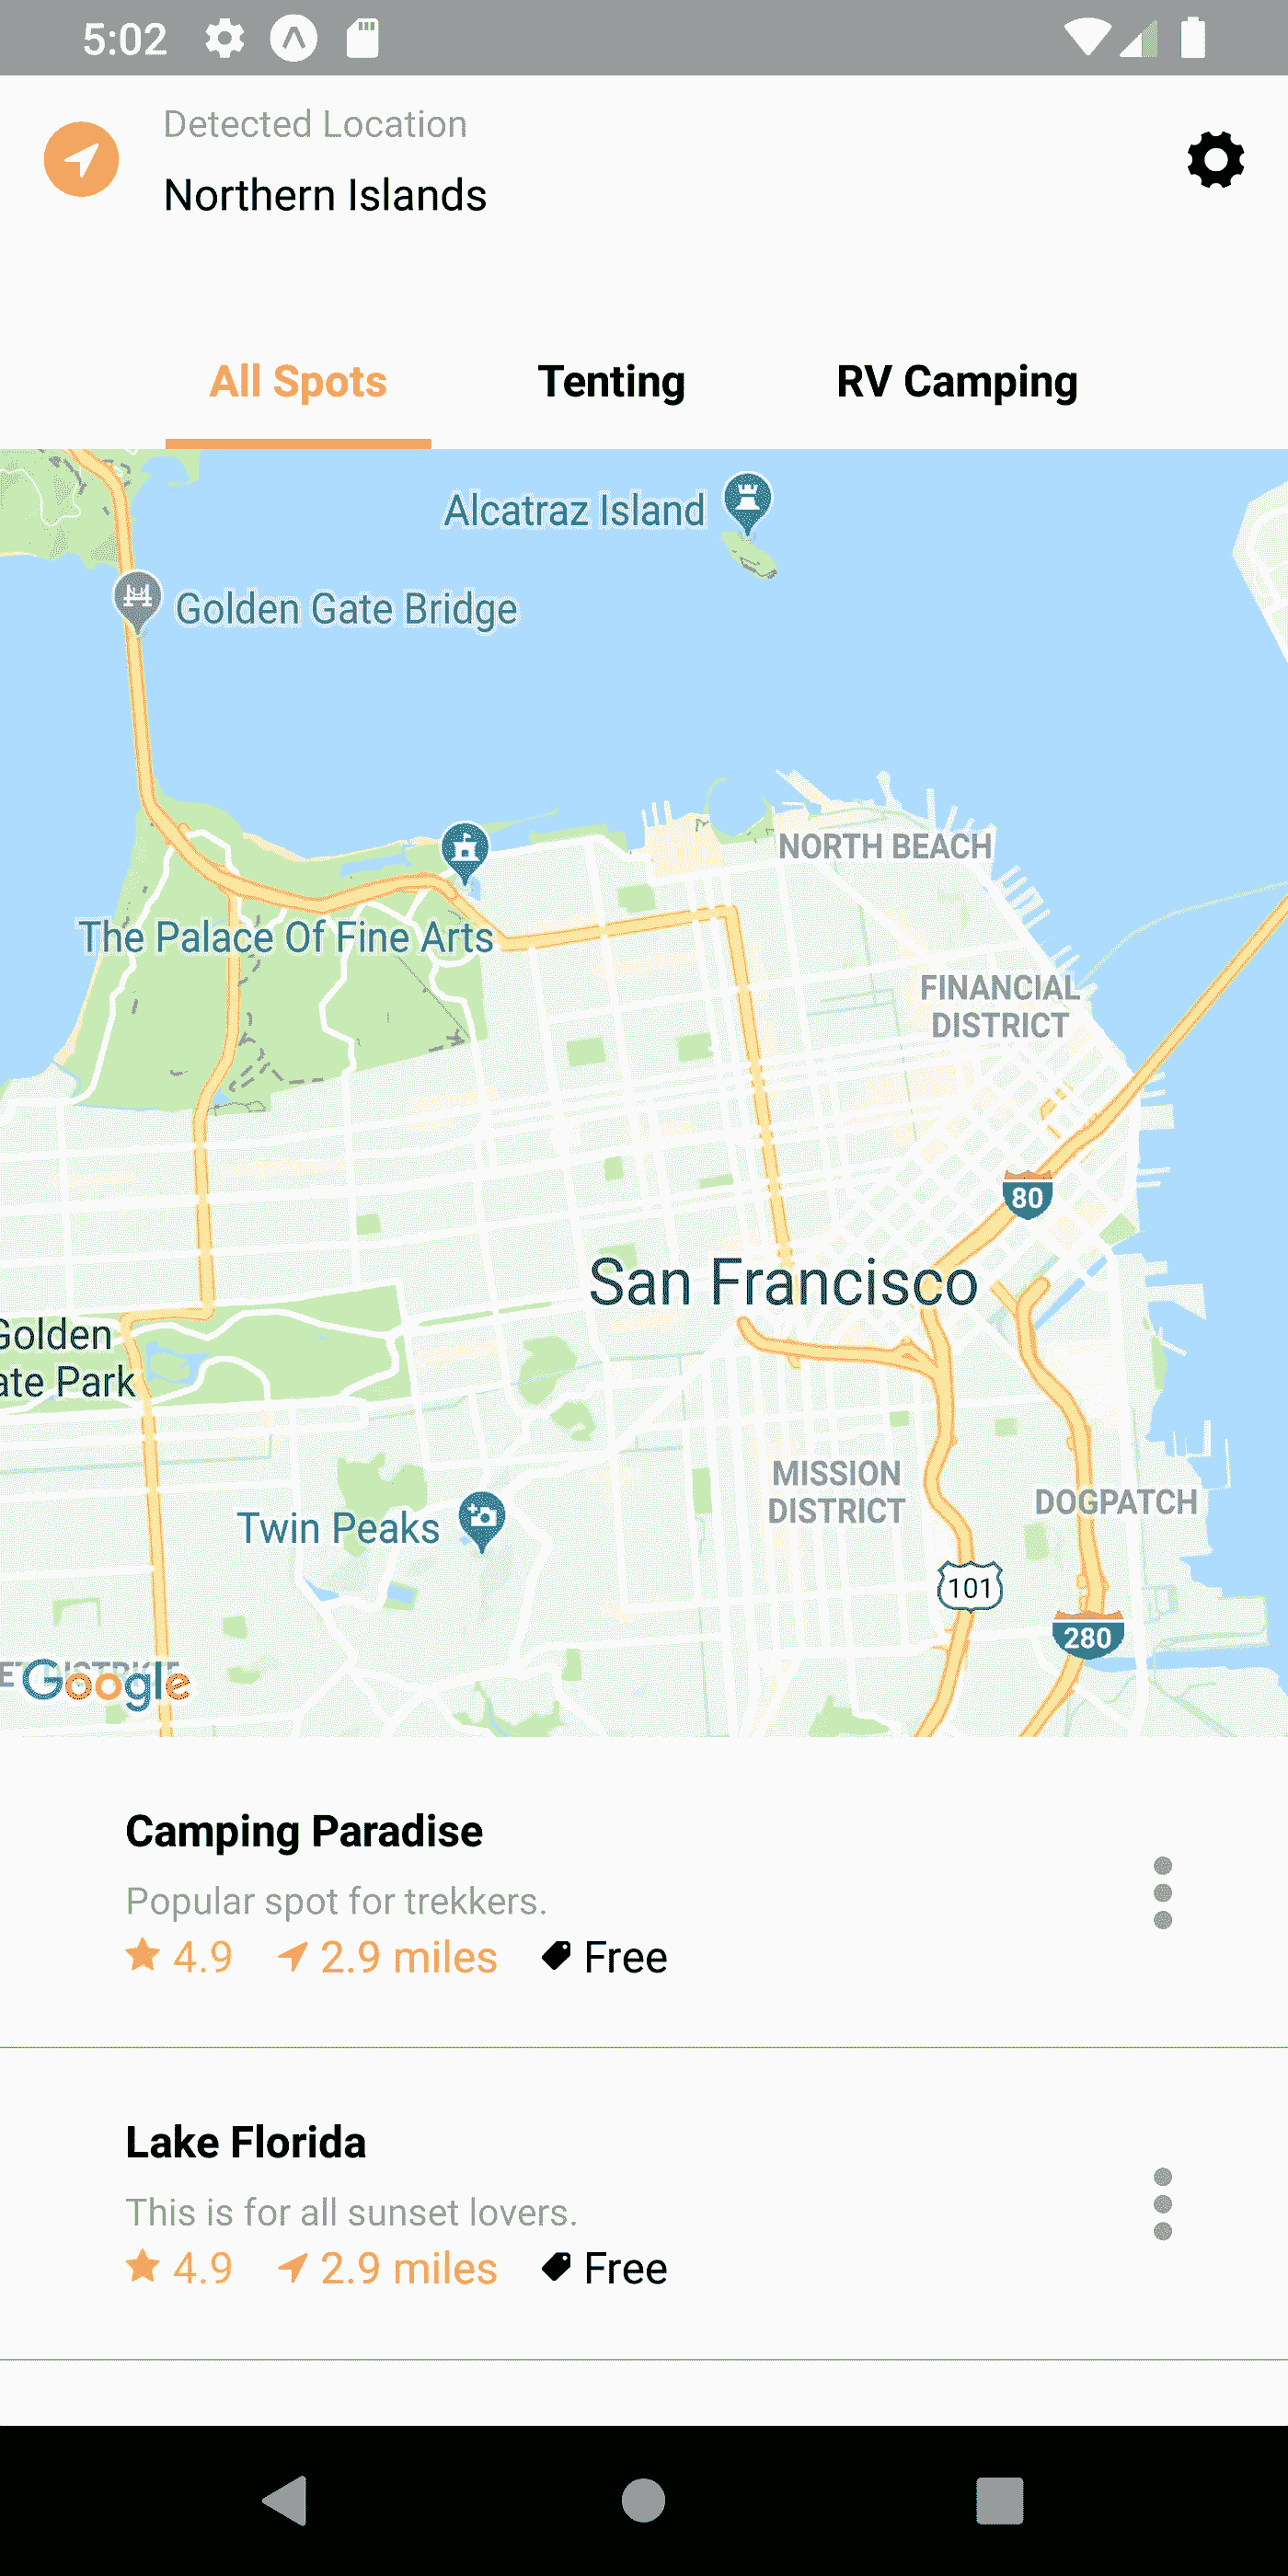 5:02
Detected Location
Northern Islands
All Spots
Tenting
RV Camping
Alcatraz Island
Golden Gate Bridge
NORTH BEACH
The Palace Of Fine Arts
FINANCIAL
DISTRICT
80
San Francisco
Golden
ate Park
MISSION
DISTRICT
DOGPATCH
Twin Peaks
101
280
ET DISTRICT
Google
Camping Paradise
Popular spot for trekkers.
4.9 2.9 miles Free
Lake Florida
This is for all sunset lovers.
4.9 2.9 miles Free